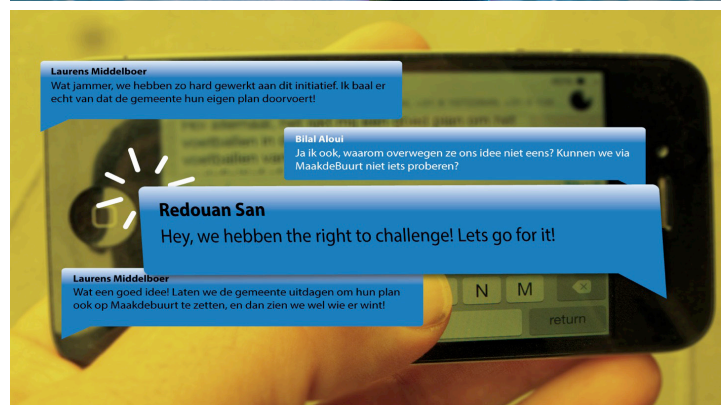 Laurens Middelboer
Wat jammer, we hebben zo hard gewerkt aan dit initiatief. Ik baal er
echt van dat de gemeente hun eigen plan doorvoert!
Bilal Aloui
Ja ik ook, waarom overwegen ze ons idee niet eens? Kunnen we via
MaakdeBuurt niet iets proberen?
Redouan San
Hey, we hebben the right to challenge! Lets go for it!
Laurens Middelboer
Wat een goed idee! Laten we de gemeente uitdagen om hun plan
ook op Maakdebuurt te zetten, en dan zien we wel wie er wint!
N M
return